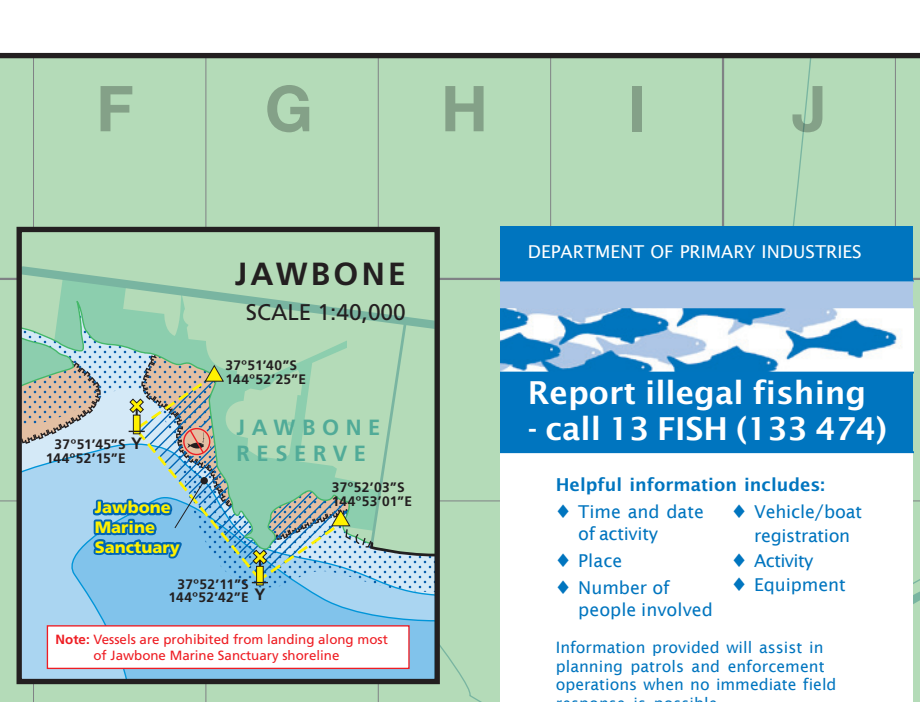 F G H I J
JAWBONE
SCALE 1:40,000
37°51'40"S
144°52'25"E
JAWBONE
RESERVE
37°51'45"S
144°52'15"E
Y
37°52'03"S
144°53'01"E
Jawbone
Marine
Sanctuary
37°52'11"S
144°52'42"E
Y
Note: Vessels are prohibited from landing along most
of Jawbone Marine Sanctuary shoreline
DEPARTMENT OF PRIMARY INDUSTRIES
Report illegal fishing
- call 13 FISH (133 474)
Helpful information includes:
♦ Time and date
of activity
♦ Place
♦ Number of
people involved
♦ Vehicle/boat
registration
♦ Activity
♦ Equipment
Information provided will assist in
planning patrols and enforcement
operations when no immediate field
response is possible